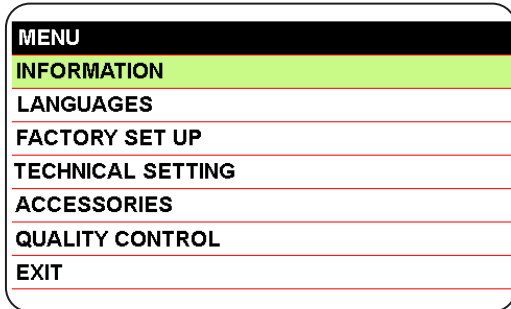 MENU
INFORMATION
LANGUAGES
FACTORY SET UP
TECHNICAL SETTING
ACCESSORIES
QUALITY CONTROL
EXIT